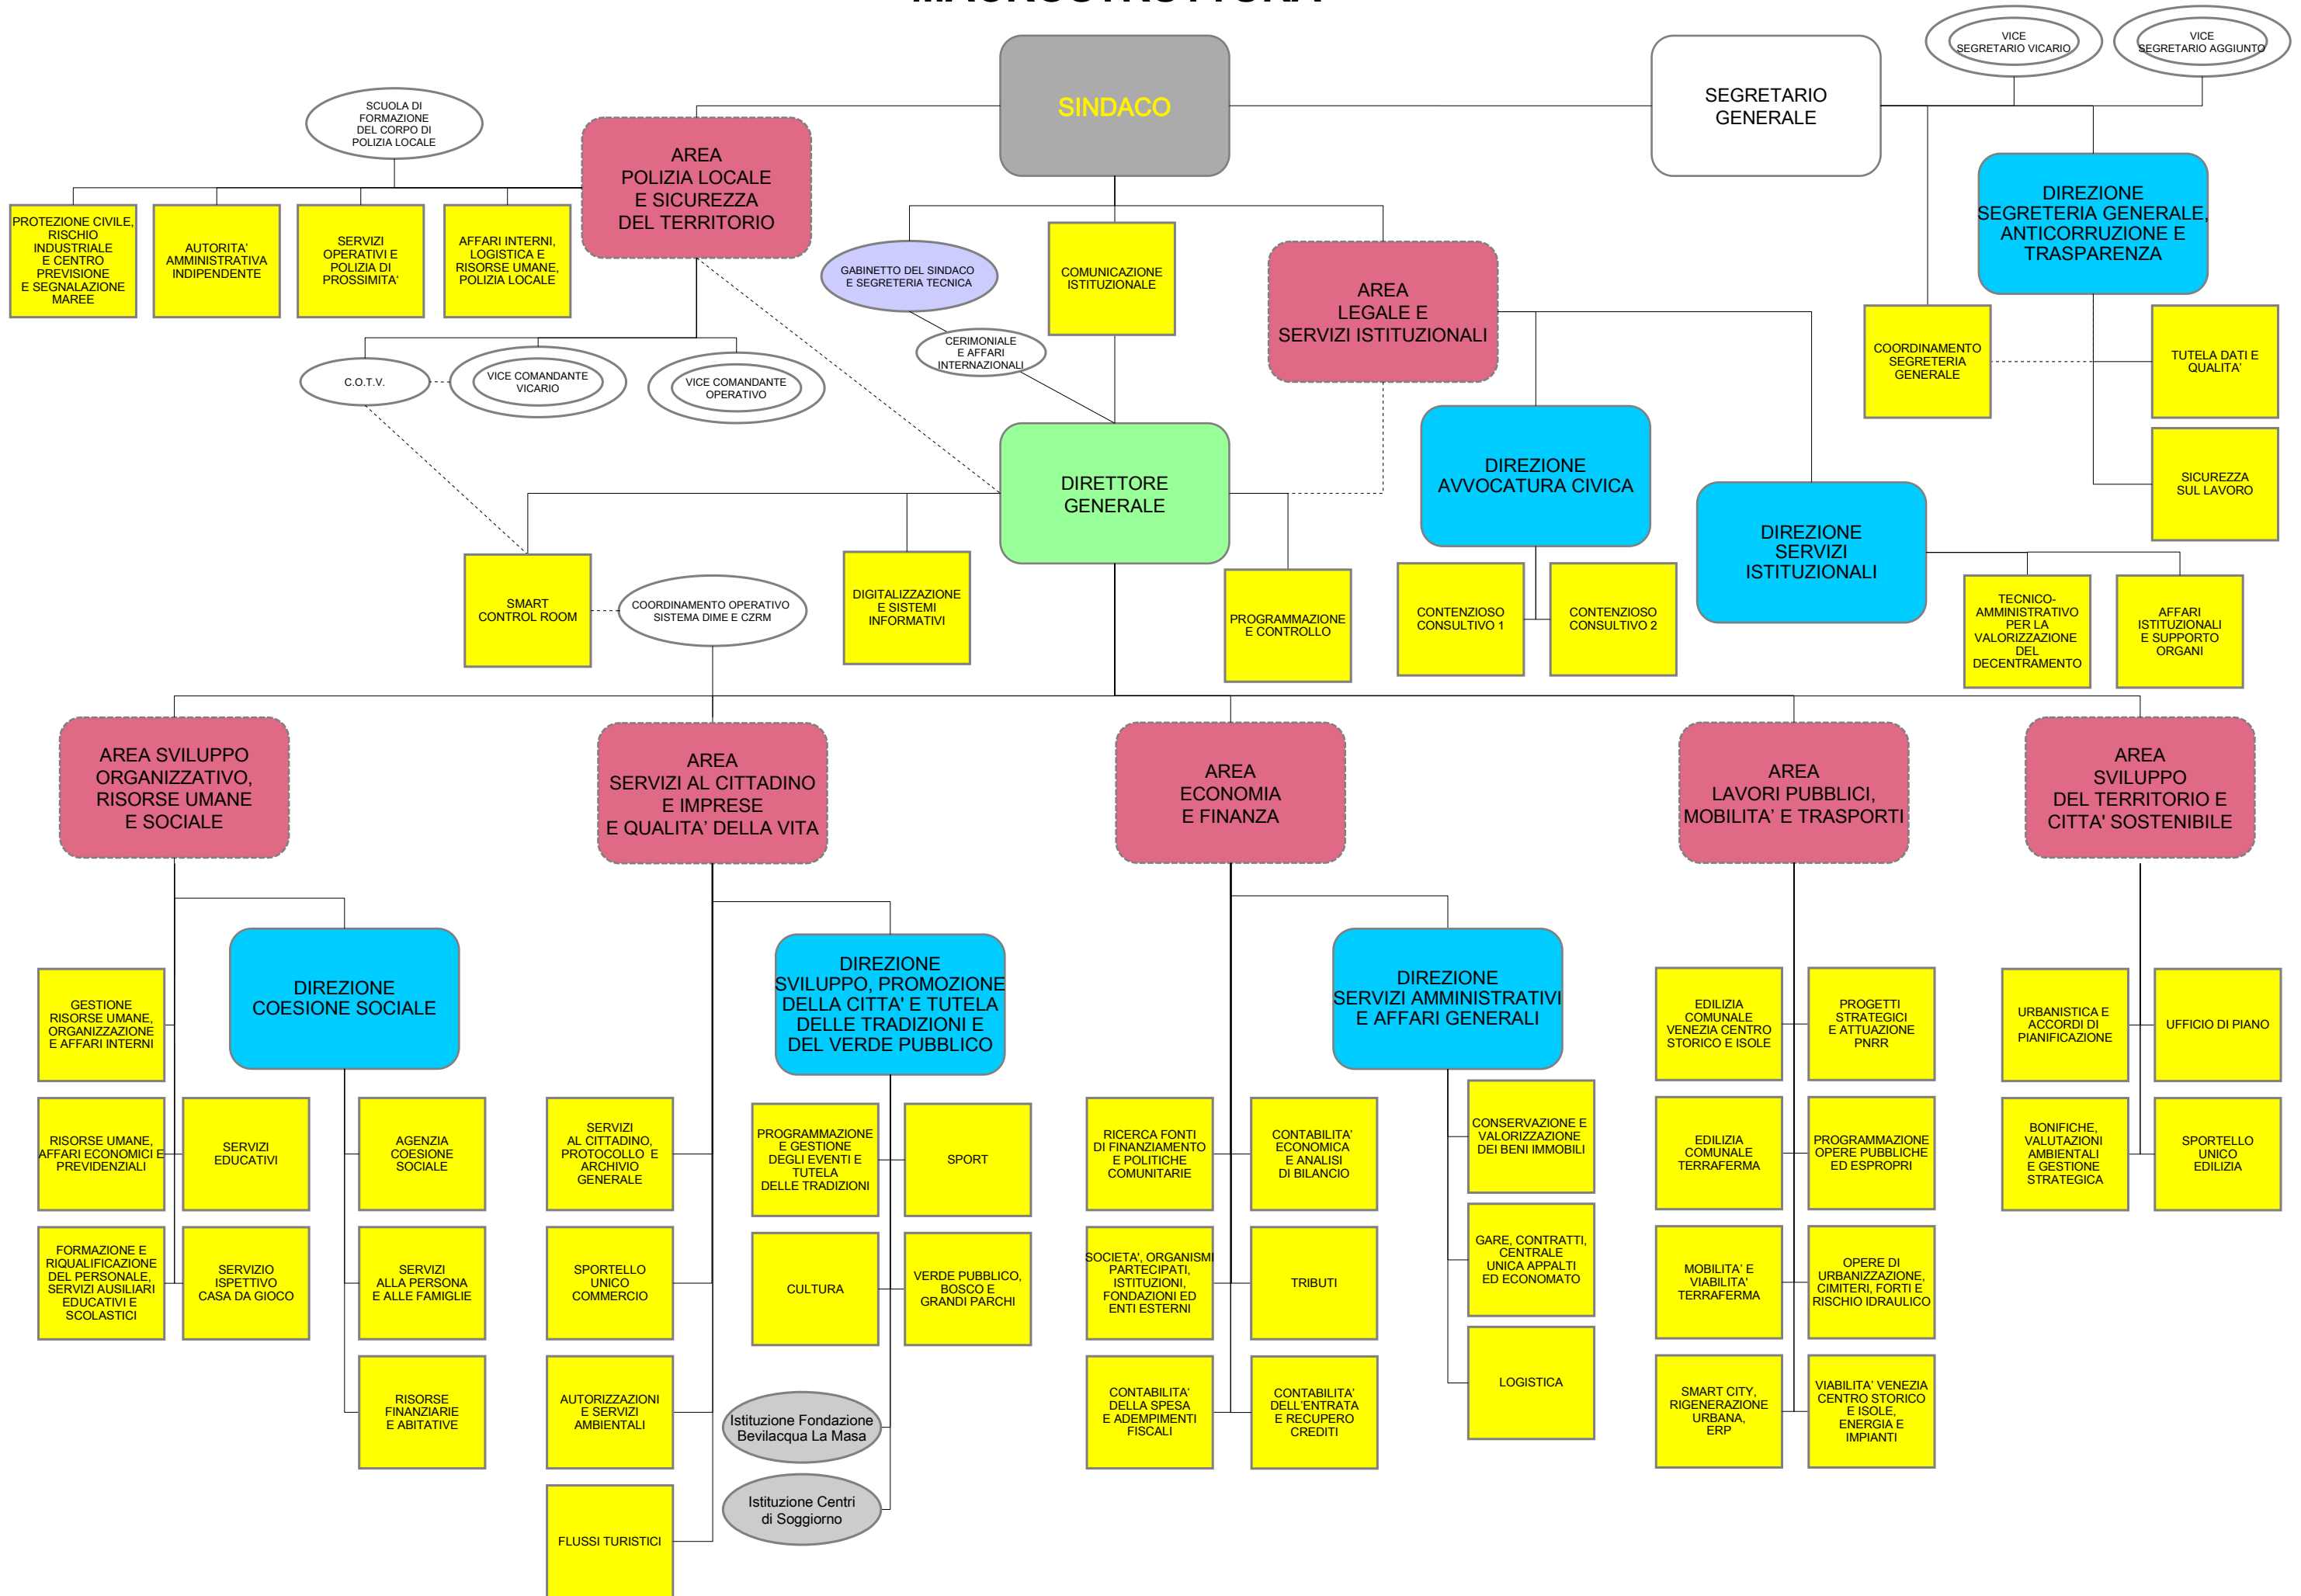 MACROSTRUTTURA
SINDACO
SEGRETARIO
GENERALE
VICE
SEGRETARIO VICARIO
VICE
SEGRETARIO AGGIUNTO
SCUOLA DI
FORMAZIONE
DEL CORPO DI
POLIZIA LOCALE
AREA
POLIZIA LOCALE
E SICUREZZA
DEL TERRITORIO
DIREZIONE
SEGRETERIA GENERALE,
ANTICORRUZIONE E
TRASPARENZA
PROTEZIONE CIVILE,
RISCHIO
INDUSTRIALE
E CENTRO
PREVISIONE
E SEGNALAZIONE
MAREE
AUTORITA'
AMMINISTRATIVA
INDIPENDENTE
SERVIZI
OPERATIVI E
POLIZIA DI
PROSSIMITA'
AFFARI INTERNI,
LOGISTICA E
RISORSE UMANE,
POLIZIA LOCALE
GABINETTO DEL SINDACO
E SEGRETERIA TECNICA
COMUNICAZIONE
ISTITUZIONALE
AREA
LEGALE E
SERVIZI ISTITUZIONALI
CERIMONIALE
E AFFARI
INTERNAZIONALI
COORDINAMENTO
SEGRETERIA
GENERALE
TUTELA DATI E
QUALITA'
C.O.T.V.
VICE COMANDANTE
VICARIO
VICE COMANDANTE
OPERATIVO
DIRETTORE
GENERALE
DIREZIONE
AVVOCATURA CIVICA
SICUREZZA
SUL LAVORO
DIREZIONE
SERVIZI
ISTITUZIONALI
SMART
CONTROL ROOM
COORDINAMENTO OPERATIVO
SISTEMA DIME E CZRM
DIGITALIZZAZIONE
E SISTEMI
INFORMATIVI
PROGRAMMAZIONE
E CONTROLLO
CONTENZIOSO
CONSULTIVO 1
CONTENZIOSO
CONSULTIVO 2
TECNICO-
AMMINISTRATIVO
PER LA
VALORIZZAZIONE
DEL
DECENTRAMENTO
AFFARI
ISTITUZIONALI
E SUPPORTO
ORGANI
AREA SVILUPPO
ORGANIZZATIVO,
RISORSE UMANE
E SOCIALE
AREA
SERVIZI AL CITTADINO
E IMPRESE
E QUALITA' DELLA VITA
AREA
ECONOMIA
E FINANZA
AREA
LAVORI PUBBLICI,
MOBILITA' E TRASPORTI
AREA
SVILUPPO
DEL TERRITORIO E
CITTA' SOSTENIBILE
DIREZIONE
COESIONE SOCIALE
DIREZIONE
SVILUPPO, PROMOZIONE
DELLA CITTA' E TUTELA
DELLE TRADIZIONI E
DEL VERDE PUBBLICO
DIREZIONE
SERVIZI AMMINISTRATIVI
E AFFARI GENERALI
GESTIONE
RISORSE UMANE,
ORGANIZZAZIONE
E AFFARI INTERNI
RISORSE UMANE,
AFFARI ECONOMICI E
PREVIDENZIALI
SERVIZI
EDUCATIVI
FORMAZIONE E
RIQUALIFICAZIONE
DEL PERSONALE,
SERVIZI AUSILIARI
EDUCATIVI E
SCOLASTICI
SERVIZIO
ISPETTIVO
CASA DA GIOCO
AGENZIA
COESIONE
SOCIALE
SERVIZI
ALLA PERSONA
E ALLE FAMIGLIE
RISORSE
FINANZIARIE
E ABITATIVE
SERVIZI
AL CITTADINO,
PROTOCOLLO E
ARCHIVIO
GENERALE
SPORTELLO
UNICO
COMMERCIO
AUTORIZZAZIONI
E SERVIZI
AMBIENTALI
FLUSSI TURISTICI
PROGRAMMAZIONE
E GESTIONE
DEGLI EVENTI E
TUTELA
DELLE TRADIZIONI
SPORT
CULTURA
VERDE PUBBLICO,
BOSCO E
GRANDI PARCHI
Istituzione Fondazione
Bevilacqua La Masa
Istituzione Centri
di Soggiorno
RICERCA FONTI
DI FINANZIAMENTO
E POLITICHE
COMUNITARIE
CONTABILITA'
ECONOMICA
E ANALISI
DI BILANCIO
SOCIETA', ORGANISMI
PARTECIPATI,
ISTITUZIONI,
FONDAZIONI ED
ENTI ESTERNI
TRIBUTI
CONTABILITA'
DELLA SPESA
E ADEMPIMENTI
FISCALI
CONTABILITA'
DELL'ENTRATA
E RECUPERO
CREDITI
CONSERVAZIONE E
VALORIZZAZIONE
DEI BENI IMMOBILI
GARE, CONTRATTI,
CENTRALE
UNICA APPALTI
ED ECONOMATO
LOGISTICA
EDILIZIA
COMUNALE
VENEZIA CENTRO
STORICO E ISOLE
PROGETTI
STRATEGICI
E ATTUAZIONE
PNRR
EDILIZIA
COMUNALE
TERRAFERMA
PROGRAMMAZIONE
OPERE PUBBLICHE
ED ESPROPRI
MOBILITA' E
VIABILITA'
TERRAFERMA
OPERE DI
URBANIZZAZIONE,
CIMITERI, FORTI E
RISCHIO IDRAULICO
SMART CITY,
RIGENERAZIONE
URBANA,
ERP
VIABILITA' VENEZIA
CENTRO STORICO
E ISOLE,
ENERGIA E
IMPIANTI
URBANISTICA E
ACCORDI DI
PIANIFICAZIONE
UFFICIO DI PIANO
BONIFICHE,
VALUTAZIONI
AMBIENTALI
E GESTIONE
STRATEGICA
SPORTELLO
UNICO
EDILIZIA